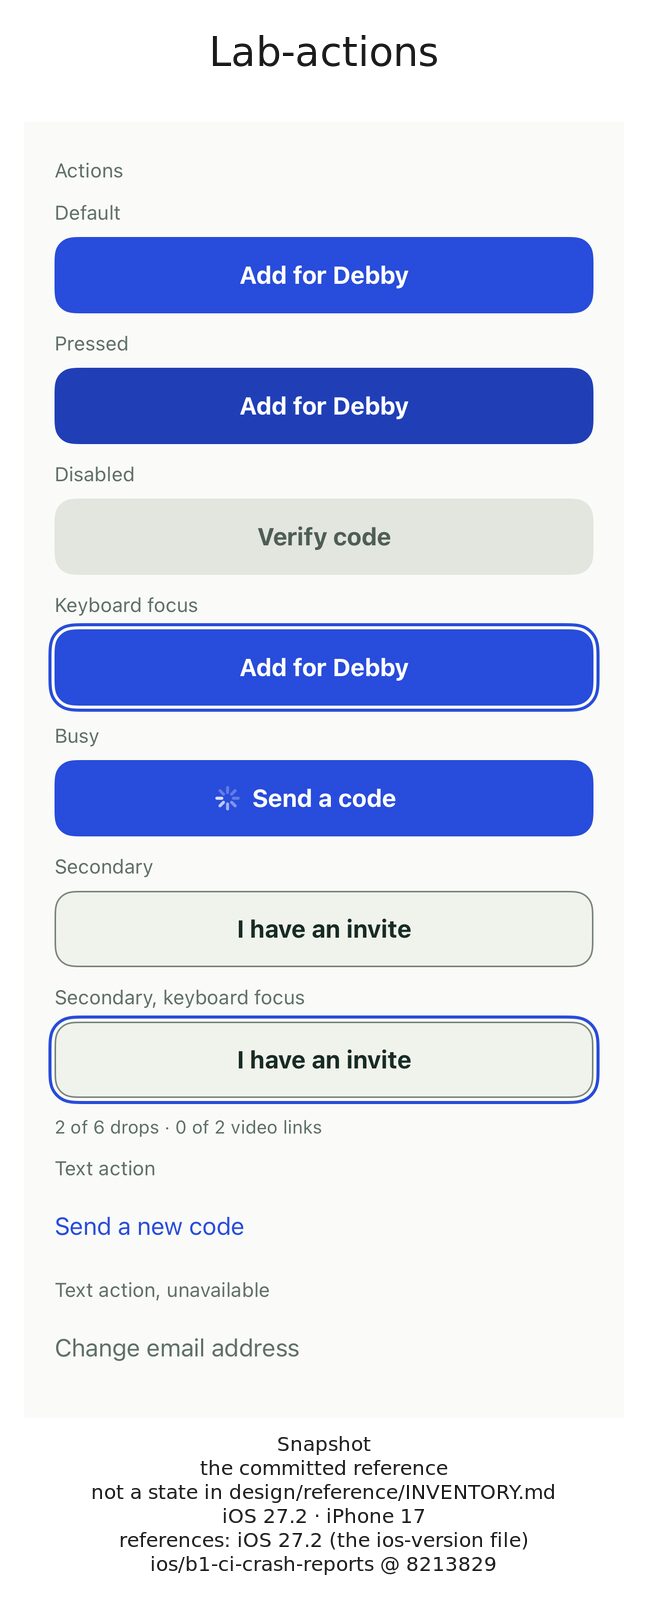 Lab-actions
Actions
Default
Add for Debby
Pressed
Add for Debby
Disabled
Verify code
Keyboard focus
Add for Debby
Busy
Send a code
Secondary
I have an invite
Secondary, keyboard focus
I have an invite
2 of 6 drops · 0 of 2 video links
Text action
Send a new code
Text action, unavailable
Change email address
Snapshot
the committed reference
not a state in design/reference/INVENTORY.md
iOS 27.2 · iPhone 17
references: iOS 27.2 (the ios-version file)
ios/b1-ci-crash-reports @ 8213829